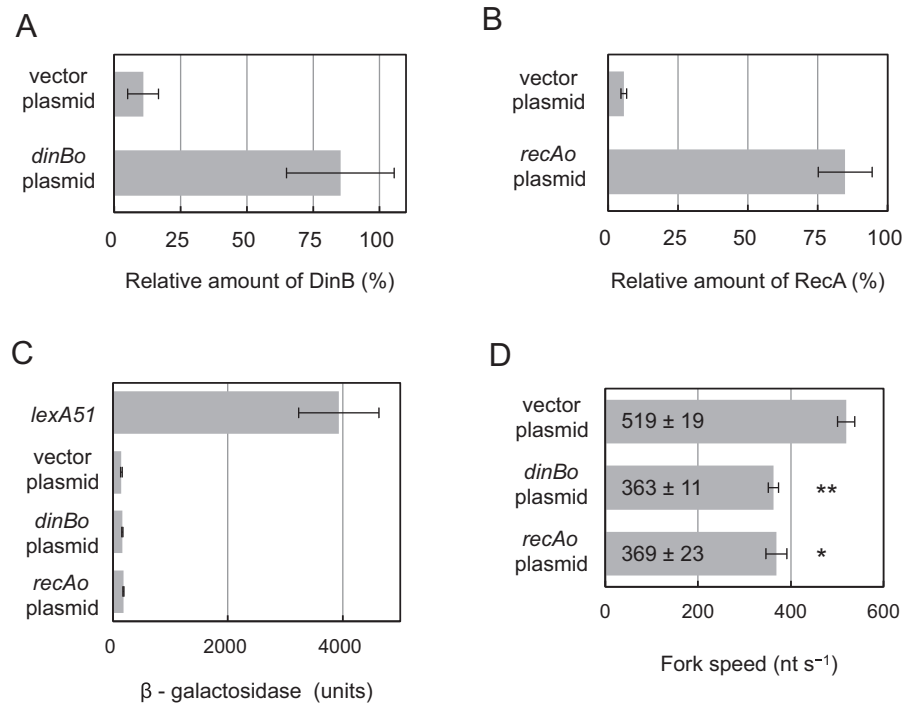 A
vector
plasmid
dinBo
plasmid
0 25 50 75 100
Relative amount of DinB (%)
B
vector
plasmid
recAo
plasmid
0 25 50 75 100
Relative amount of RecA (%)
C
lexA51
vector
plasmid
dinBo
plasmid
recAo
plasmid
0 2000 4000
β - galactosidase (units)
D
vector
plasmid
519 ± 19
dinBo
plasmid
363 ± 11 **
recAo
plasmid
369 ± 23 *
0 200 400 600
Fork speed (nt s⁻¹)